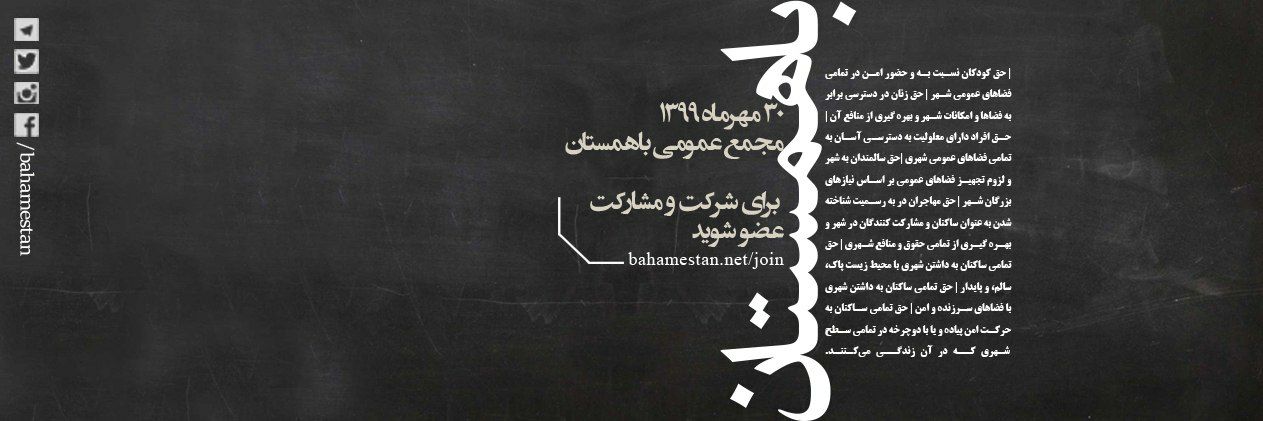 | حق کودکان نسبت به و حضور امن در تمامی
فضاهای عمومی شهر | حق زنان در دسترسی برابر
به فضاها و امکانات شهر و بهره گیری از منافع آن |
حق افراد دارای معلولیت به دسترسی آسان به
تمامی فضاهای عمومی شهری |حق سالمندان به شهر
و لزوم تجهیز فضاهای عمومی بر اساس نیازهای
بزرگان شهر | حق مهاجران در به رسمیت شناخته
شدن به عنوان ساکنان و مشارکت کنندگان در شهر و
بهره گیری از تمامی حقوق و منافع شهری | حق
تمامی ساکنان به داشتن شهری با محیط زیست پاک،
سالم، و پایدار | حق تمامی ساکنان به داشتن شهری
با فضاهای سرزنده و امن | حق تمامی ساکنان به
حرکت امن پیاده و یا با دوچرخه در تمامی سطح
شهری که در آن زندگی می‌کنند.
باهمستان
۳۰ مهرماه ۱۳۹۹
مجمع عمومی باهمستان
برای شرکت و مشارکت
عضو شوید
bahamestan.net/join
/bahamestan